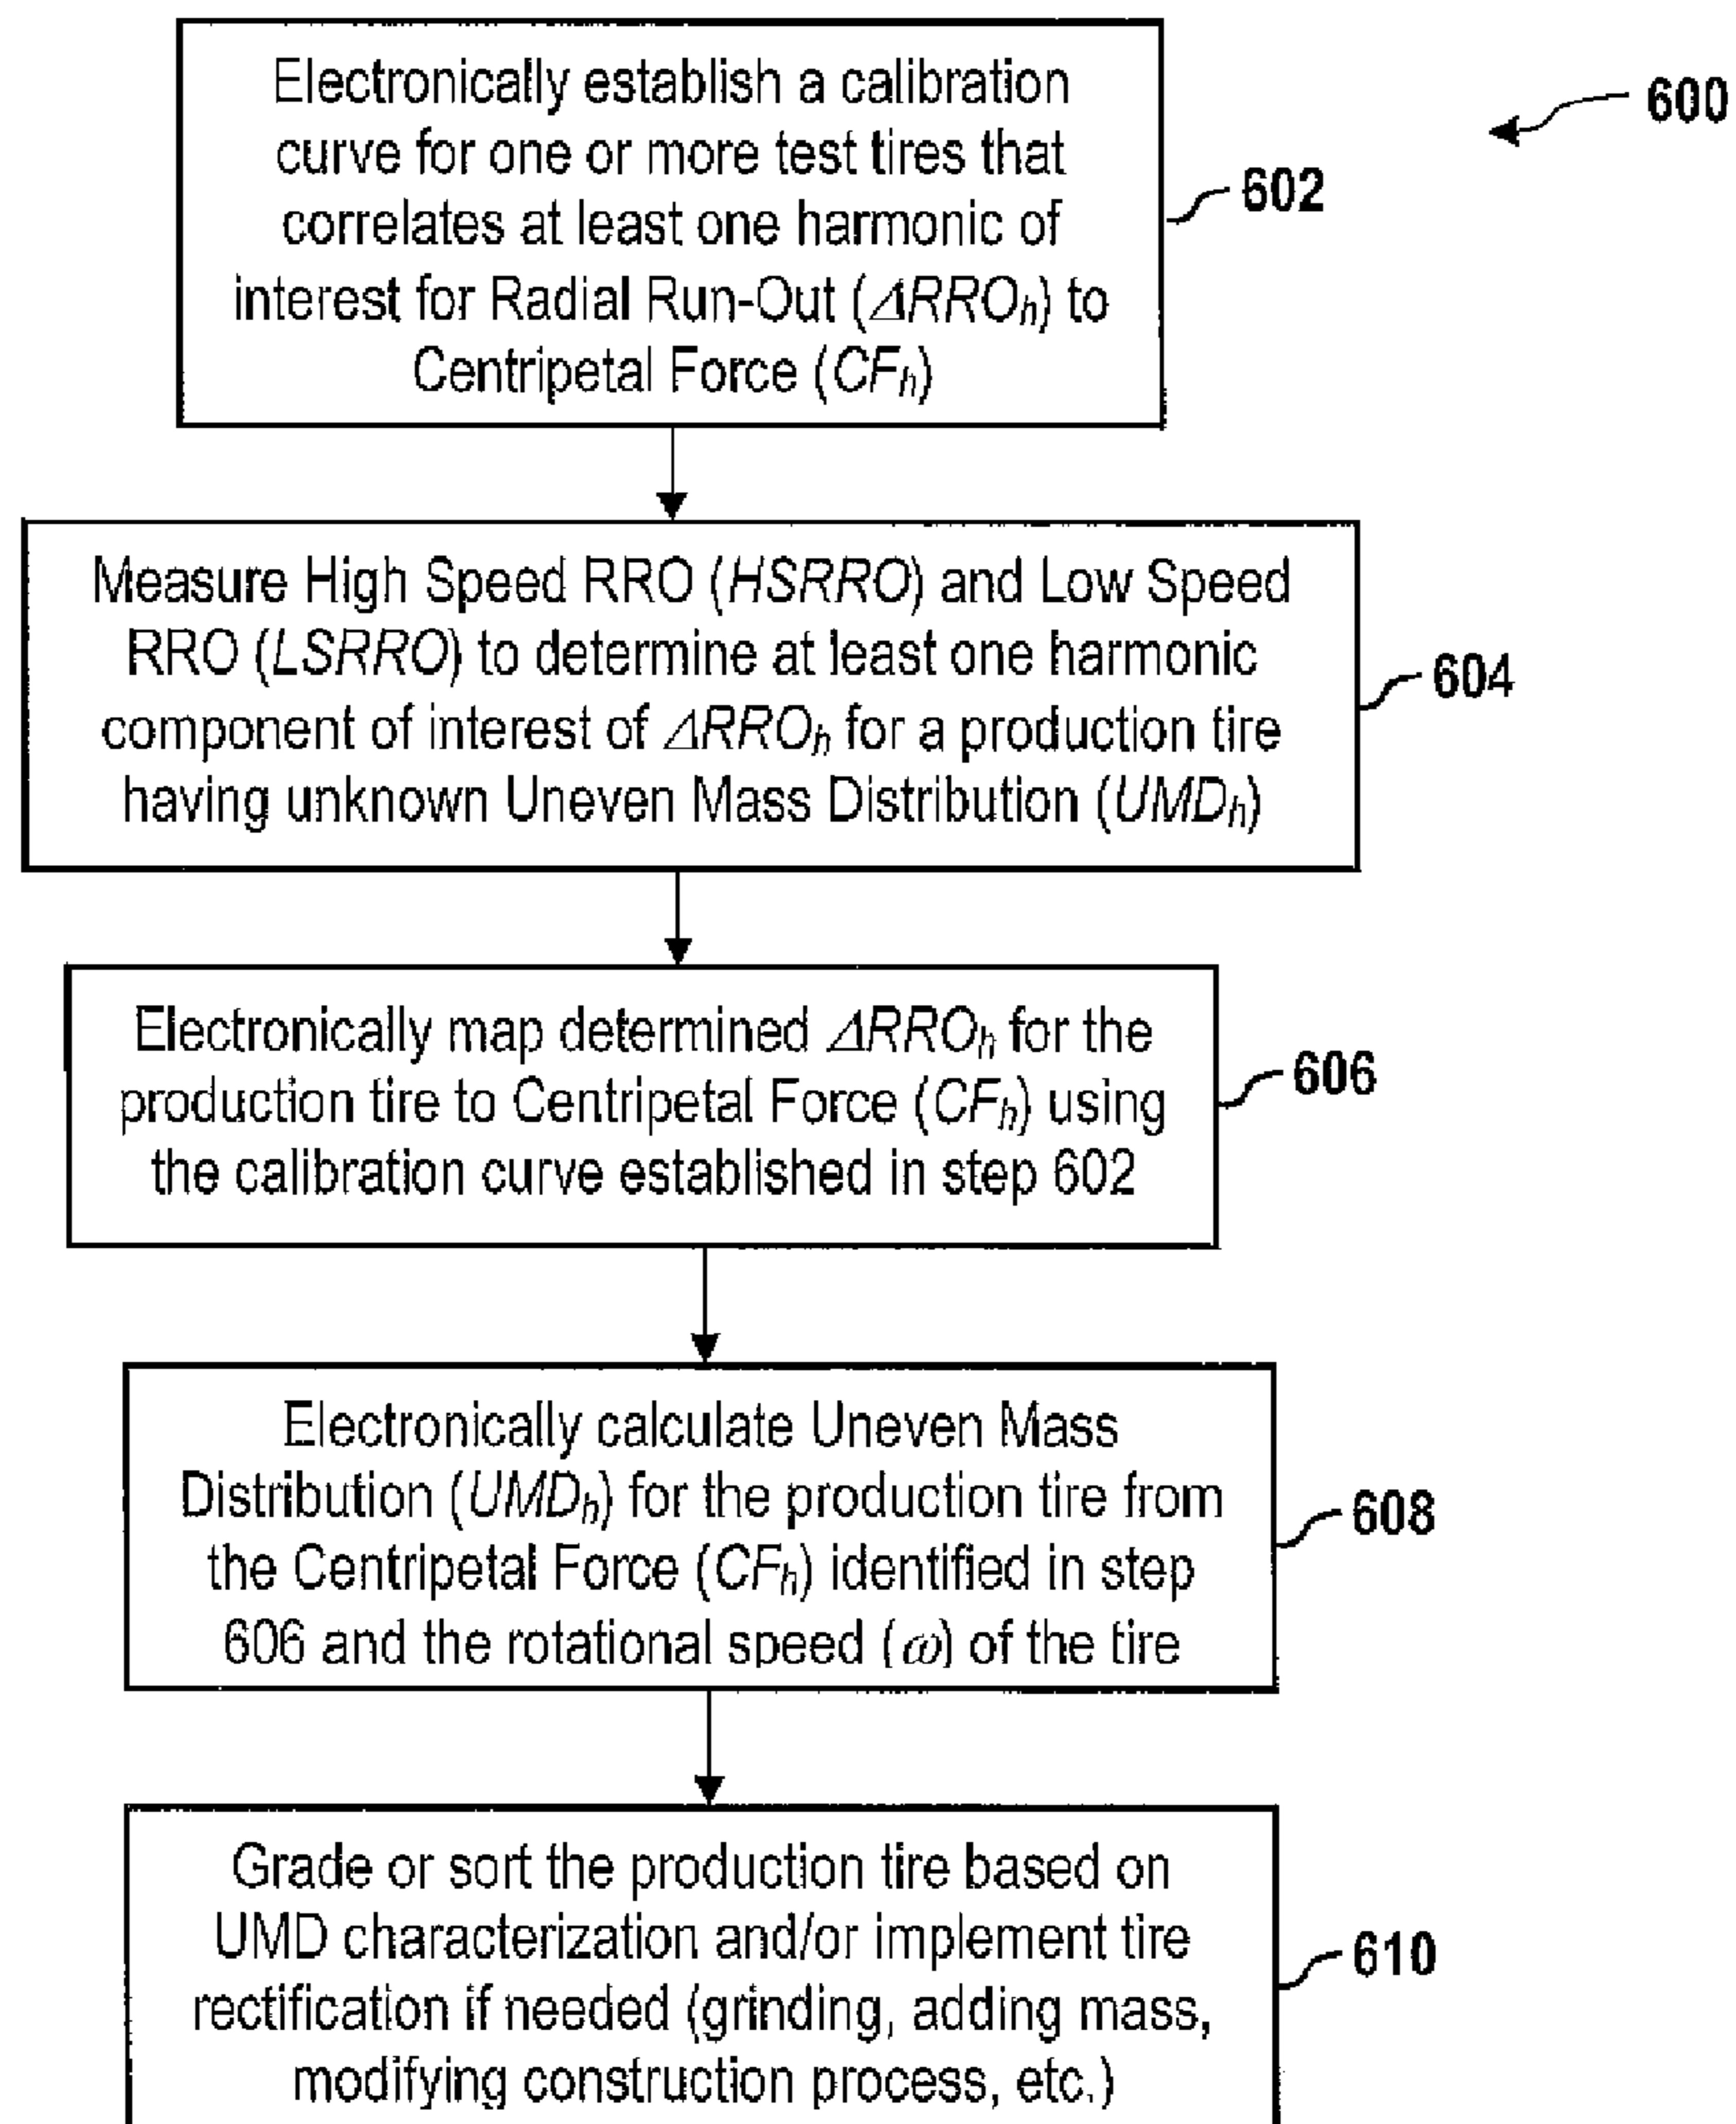 600
Electronically establish a calibration
curve for one or more test tires that
correlates at least one harmonic of
interest for Radial Run-Out (ΔRROₕ) to
Centripetal Force (CFₕ)
602
Measure High Speed RRO (HSRRO) and Low Speed
RRO (LSRRO) to determine at least one harmonic
component of interest of ΔRROₕ for a production tire
having unknown Uneven Mass Distribution (UMDₕ)
604
Electronically map determined ΔRROₕ for the
production tire to Centripetal Force (CFₕ) using
the calibration curve established in step 602
606
Electronically calculate Uneven Mass
Distribution (UMDₕ) for the production tire from
the Centripetal Force (CFₕ) identified in step
606 and the rotational speed (ω) of the tire
608
Grade or sort the production tire based on
UMD characterization and/or implement tire
rectification if needed (grinding, adding mass,
modifying construction process, etc.)
610